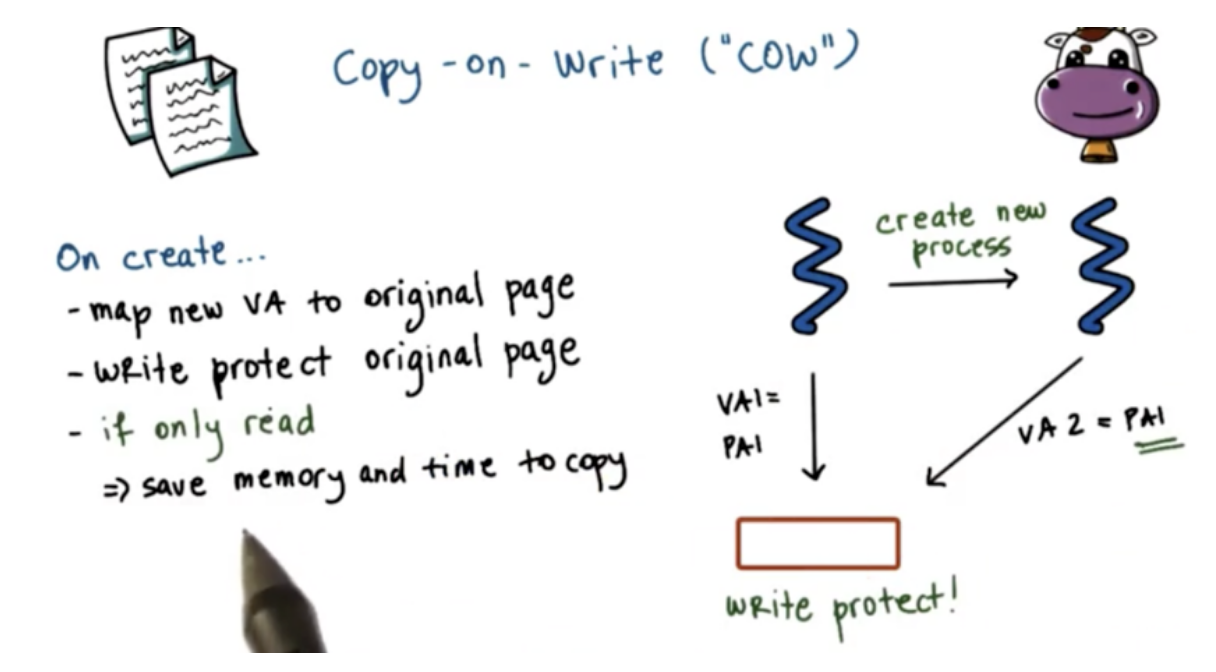 Copy-on-Write ("COW")
On create...
- map new VA to original page
- write protect original page
- if only read
=> save memory and time to copy
create new
process
VA1=
PA1
VA 2 = PA1
write protect!